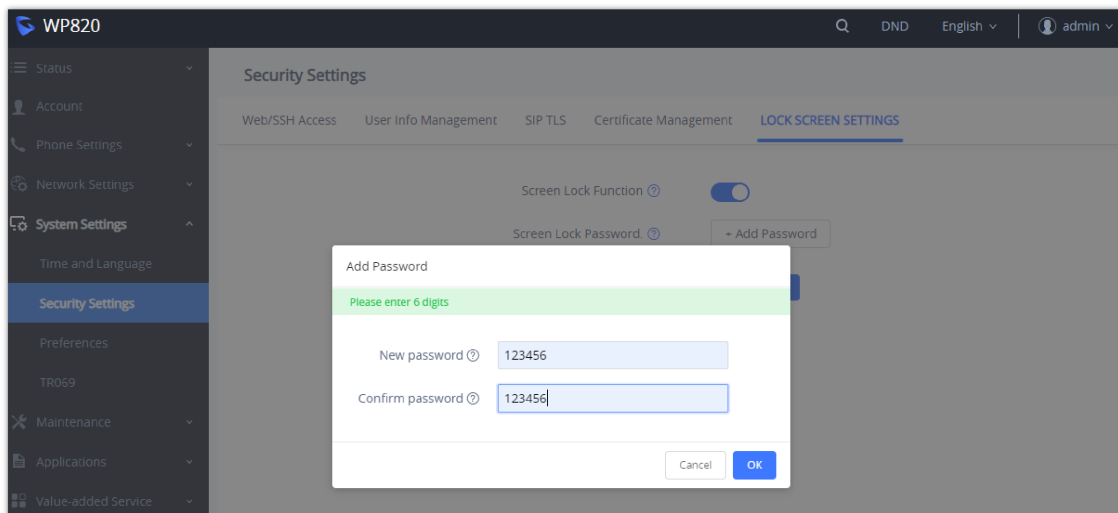 WP820
DND
English
admin
Status
Account
Phone Settings
Network Settings
System Settings
Time and Language
Security Settings
Preferences
TR069
Maintenance
Applications
Value-added Service
Security Settings
Web/SSH Access
User Info Management
SIP TLS
Certificate Management
LOCK SCREEN SETTINGS
Screen Lock Function
Screen Lock Password.
+ Add Password
Add Password
Please enter 6 digits
New password
123456
Confirm password
123456
Cancel
OK